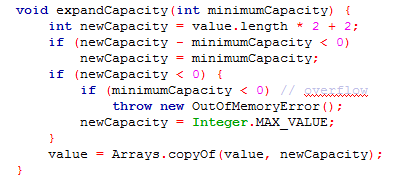 void expandCapacity(int minimumCapacity) {
    int newCapacity = value.length * 2 + 2;
    if (newCapacity - minimumCapacity < 0)
        newCapacity = minimumCapacity;
    if (newCapacity < 0) {
        if (minimumCapacity < 0) // overflow
            throw new OutOfMemoryError();
        newCapacity = Integer.MAX_VALUE;
    }
    value = Arrays.copyOf(value, newCapacity);
}